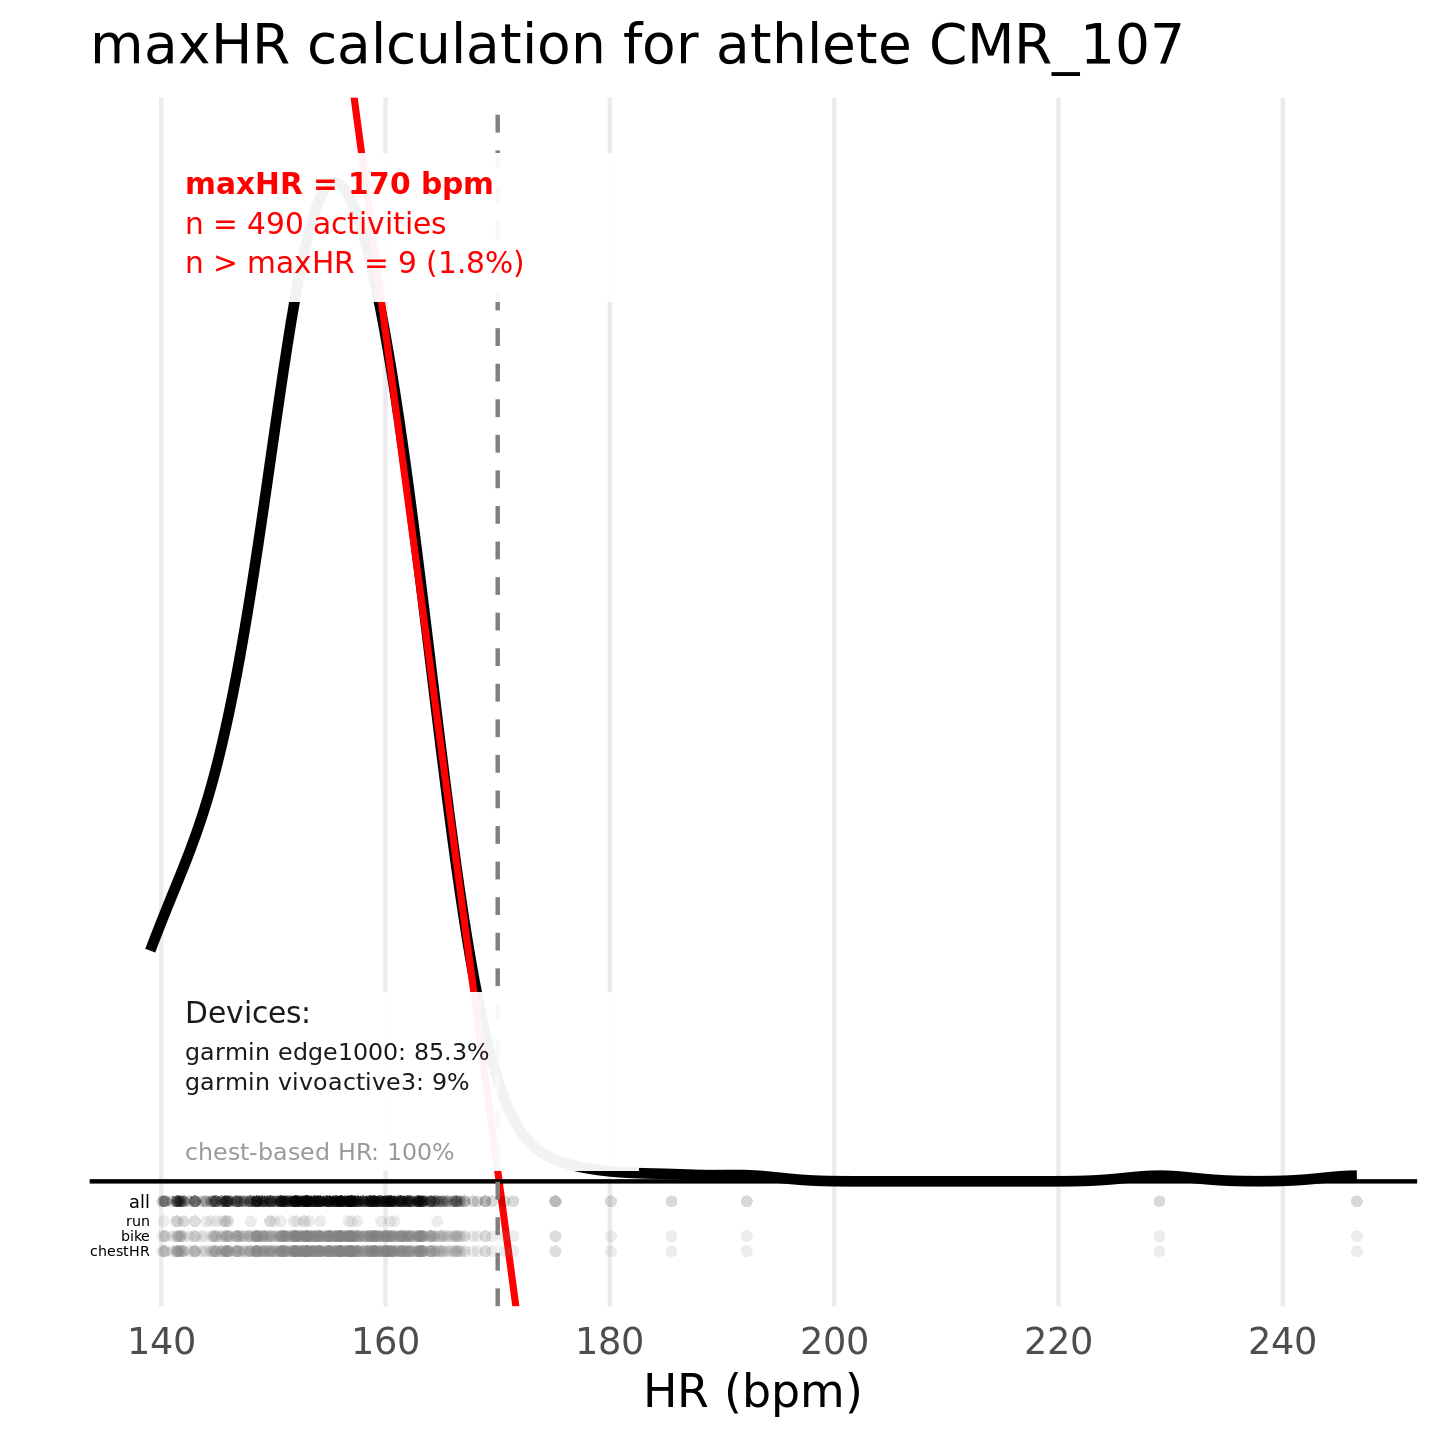 maxHR calculation for athlete CMR_107
maxHR = 170 bpm
n = 490 activities
n > maxHR = 9 (1.8%)
Devices:
garmin edge1000: 85.3%
garmin vivoactive3: 9%
chest-based HR: 100%
all
run
bike
chestHR
140 160 180 200 220 240
HR (bpm)